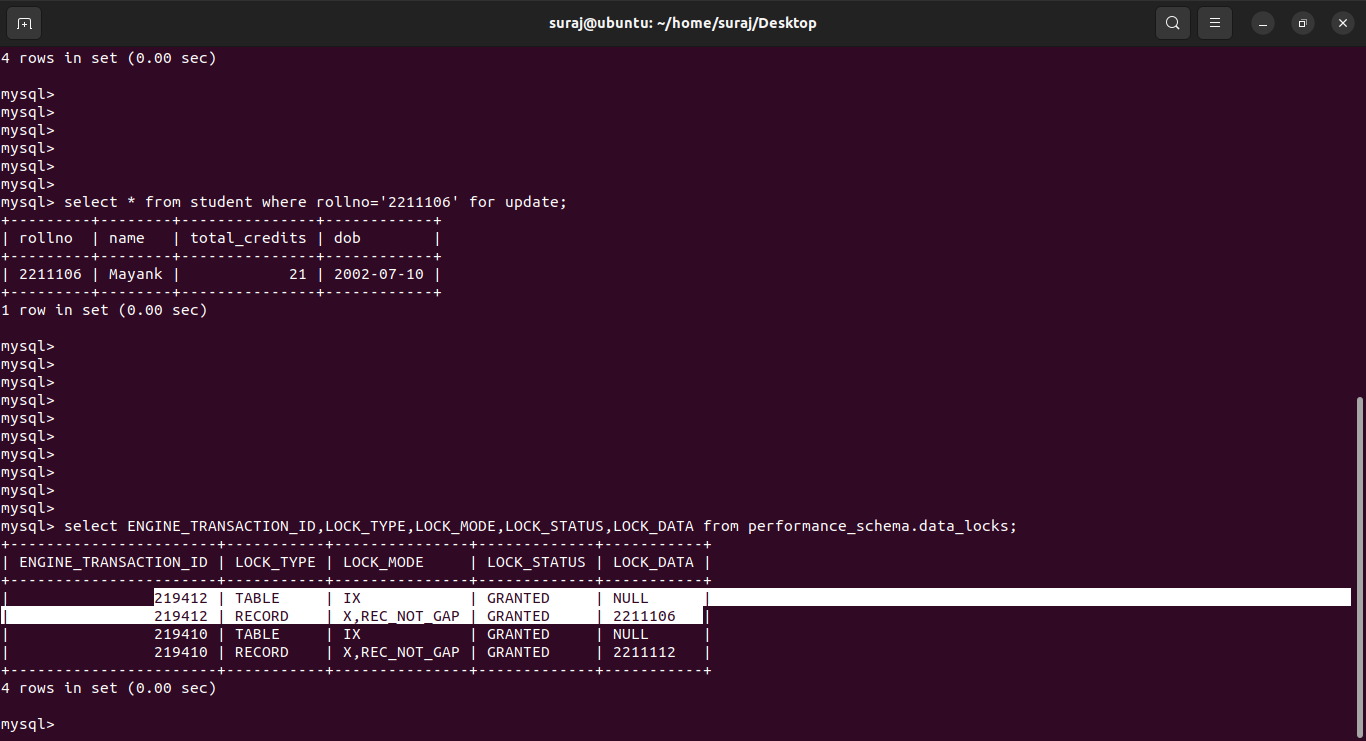 suraj@ubuntu: ~/home/suraj/Desktop
4 rows in set (0.00 sec)
mysql>
mysql>
mysql>
mysql>
mysql>
mysql>
mysql> select * from student where rollno='2211106' for update;
+---------+--------+---------------+------------+
| rollno  | name   | total_credits | dob        |
+---------+--------+---------------+------------+
| 2211106 | Mayank |            21 | 2002-07-10 |
+---------+--------+---------------+------------+
1 row in set (0.00 sec)
mysql>
mysql>
mysql>
mysql>
mysql>
mysql>
mysql>
mysql>
mysql>
mysql>
mysql> select ENGINE_TRANSACTION_ID,LOCK_TYPE,LOCK_MODE,LOCK_STATUS,LOCK_DATA from performance_schema.data_locks;
+-----------------------+-----------+---------------+-------------+-----------+
| ENGINE_TRANSACTION_ID | LOCK_TYPE | LOCK_MODE     | LOCK_STATUS | LOCK_DATA |
+-----------------------+-----------+---------------+-------------+-----------+
|                219412 | TABLE     | IX            | GRANTED     | NULL      |
|                219412 | RECORD    | X,REC_NOT_GAP | GRANTED     | 2211106   |
|                219410 | TABLE     | IX            | GRANTED     | NULL      |
|                219410 | RECORD    | X,REC_NOT_GAP | GRANTED     | 2211112   |
+-----------------------+-----------+---------------+-------------+-----------+
4 rows in set (0.00 sec)
mysql>